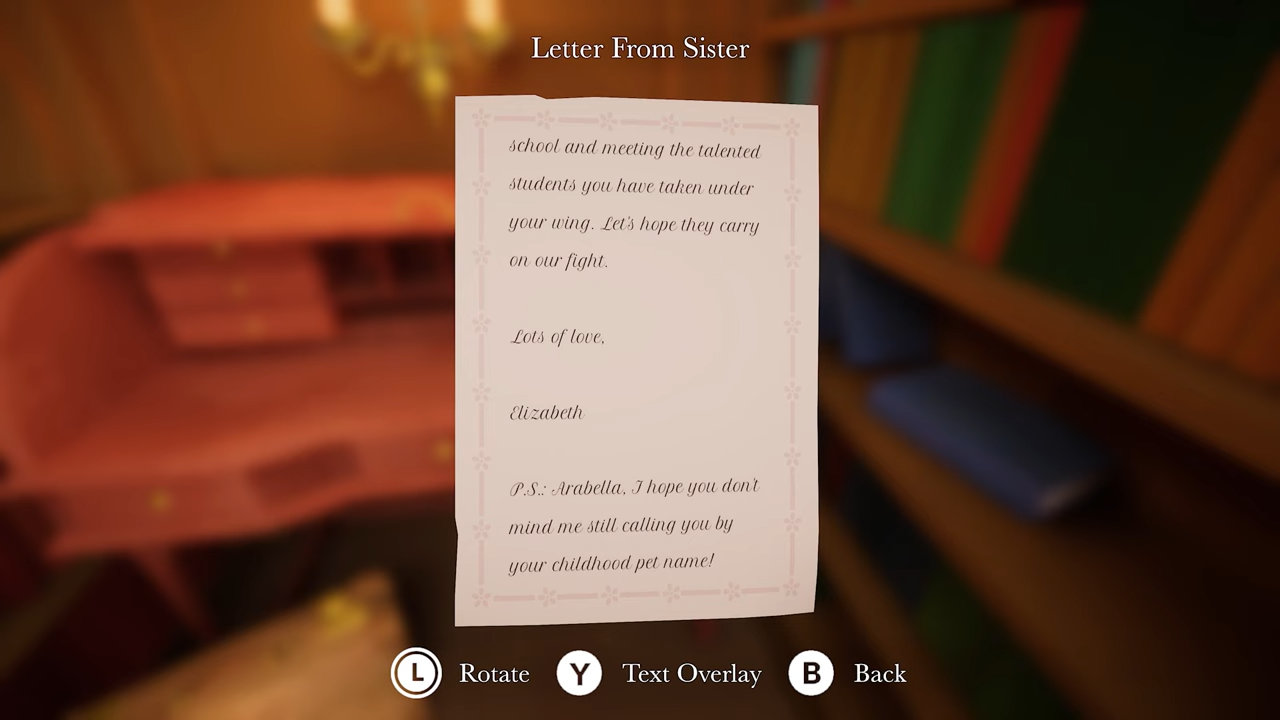 Letter From Sister
school and meeting the talented
students you have taken under
your wing. Let's hope they carry
on our fight.
Lots of love,
Elizabeth
P.S.: Arabella, I hope you don't
mind me still calling you by
your childhood pet name!
L Rotate Y Text Overlay B Back